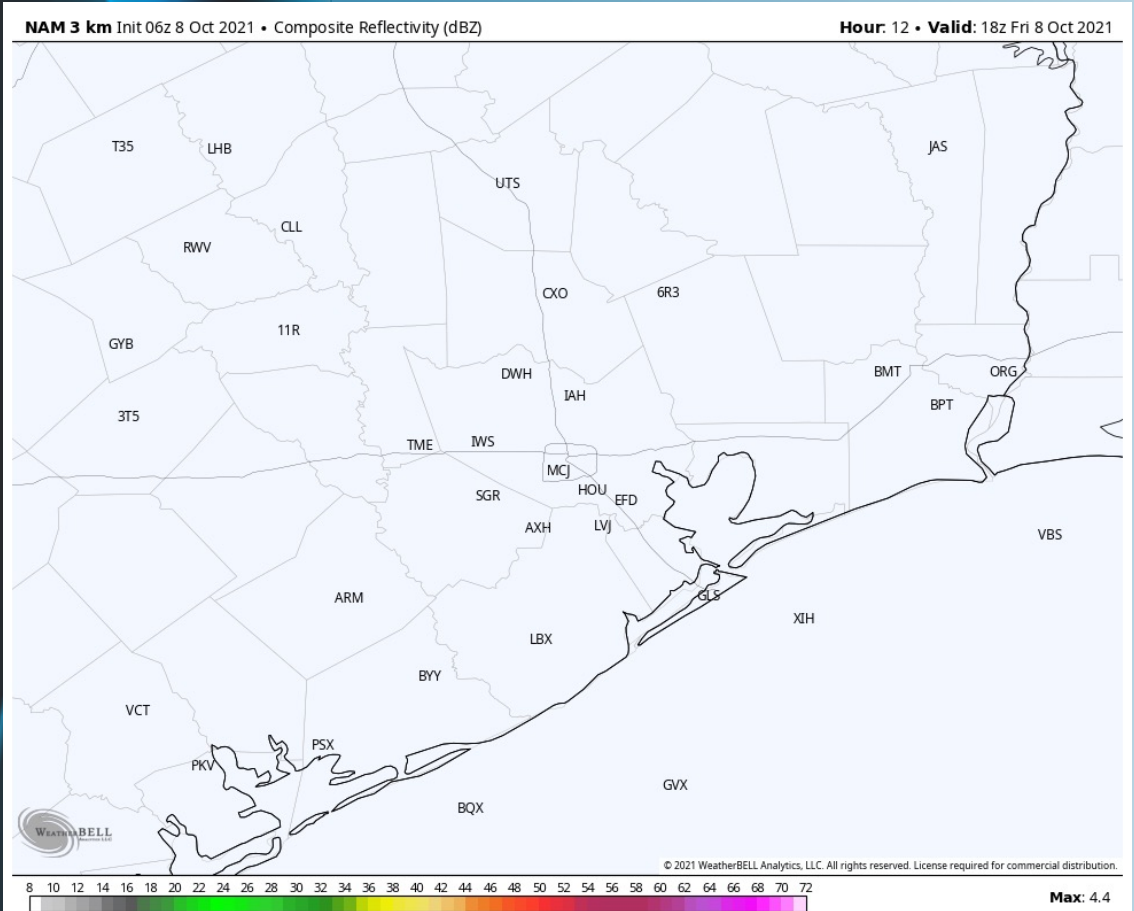 NAM 3 km Init 06z 8 Oct 2021 • Composite Reflectivity (dBZ) Hour: 12 • Valid: 18z Fri 8 Oct 2021
T35 LHB JAS
UTS
CLL
RWV
CXO 6R3
11R
GYB
DWH BMT ORG
IAH
3T5 BPT
TME IWS
MCJ
SGR HOU
EFD
AXH LVJ
VBS
ARM GLS
XIH
LBX
BYY
VCT
PSX
PKV
GVX
BQX
WEATHERBELL
© 2021 WeatherBELL Analytics, LLC. All rights reserved. License required for commercial distribution.
8 10 12 14 16 18 20 22 24 26 28 30 32 34 36 38 40 42 44 46 48 50 52 54 56 58 60 62 64 66 68 70 72
Max: 4.4